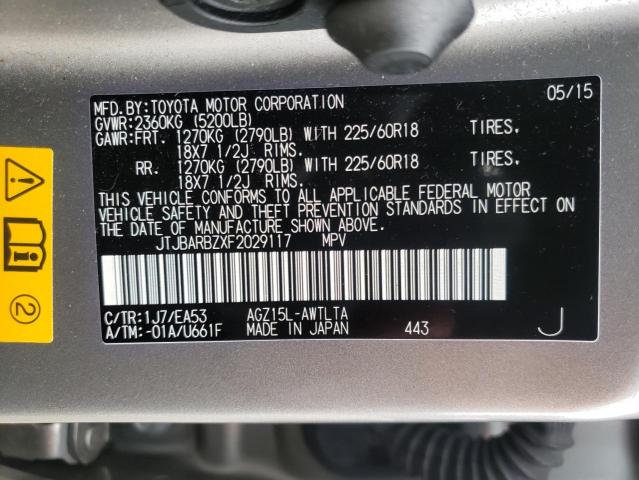 MFD.BY:TOYOTA MOTOR CORPORATION 05/15
GVWR:2360KG (5200LB)
GAWR:FRT. 1270KG (2790LB) WITH 225/60R18 TIRES.
18X7 1/2J RIMS.
RR. 1270KG (2790LB) WITH 225/60R18 TIRES.
18X7 1/2J RIMS.
THIS VEHICLE CONFORMS TO ALL APPLICABLE FEDERAL MOTOR
VEHICLE SAFETY AND THEFT PREVENTION STANDARDS IN EFFECT ON
THE DATE OF MANUFACTURE SHOWN ABOVE.
JTJBARBZXF2029117 MPV
C/TR:1J7/EA53 AGZ15L-AWTLTA
A/TM:-01A/U661F MADE IN JAPAN 443 J
2